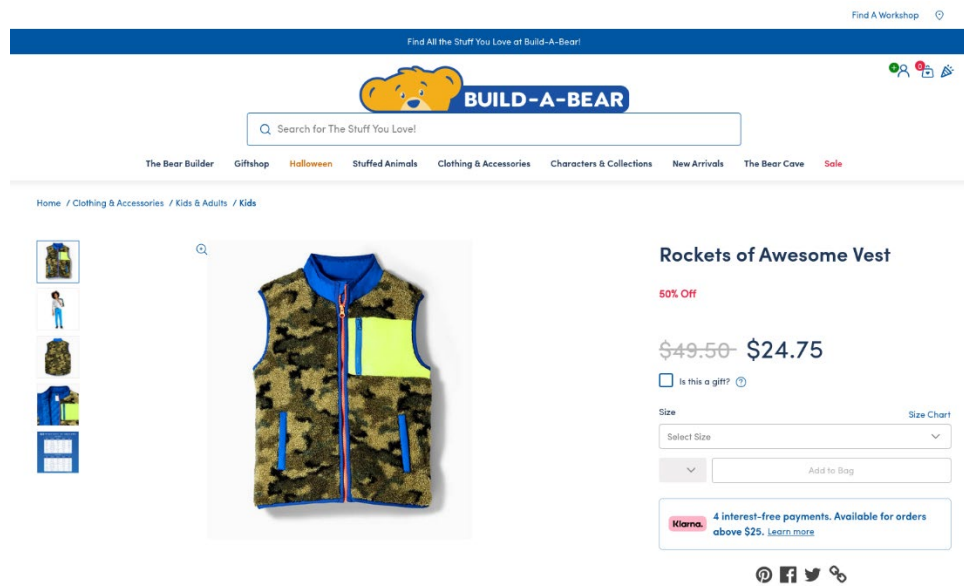 Find A Workshop
Find All the Stuff You Love at Build-A-Bear!
+
0
BUILD-A-BEAR
Search for The Stuff You Love!
The Bear Builder Giftshop Halloween Stuffed Animals Clothing & Accessories Characters & Collections New Arrivals The Bear Cave Sale
Home / Clothing & Accessories / Kids & Adults / Kids
Rockets of Awesome Vest
50% Off
$49.50 $24.75
Is this a gift? ?
Size Size Chart
Select Size
Add to Bag
Klarna. 4 interest-free payments. Available for orders
above $25. Learn more